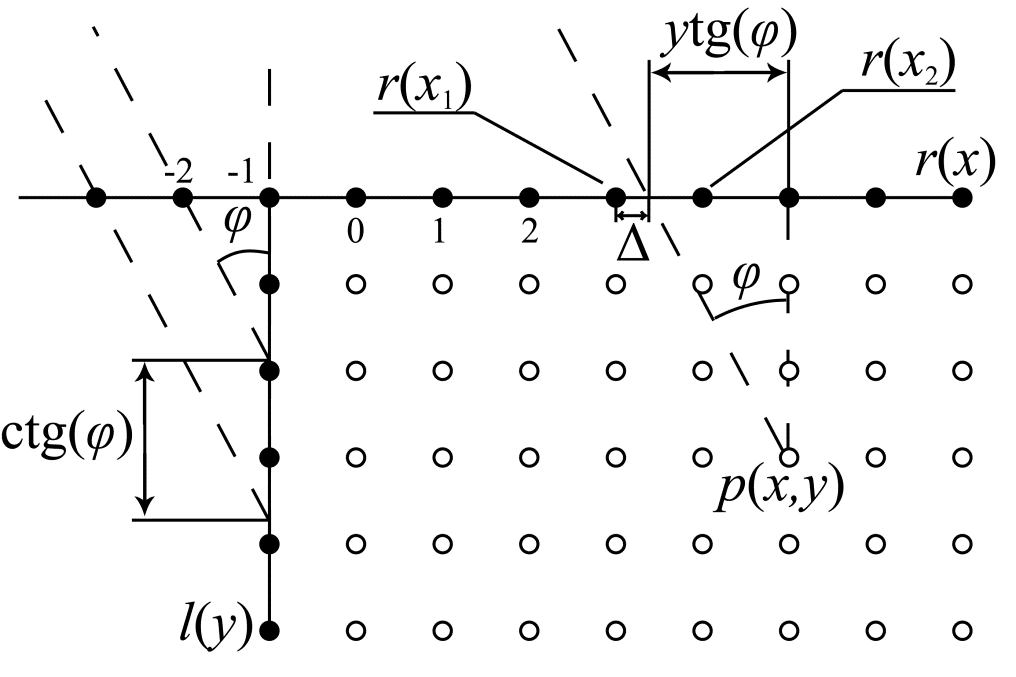 ytg(φ)
r(x₁)
r(x₂)
-2 -1
r(x)
φ
0 1 2
Δ
φ
ctg(φ)
p(x,y)
l(y)